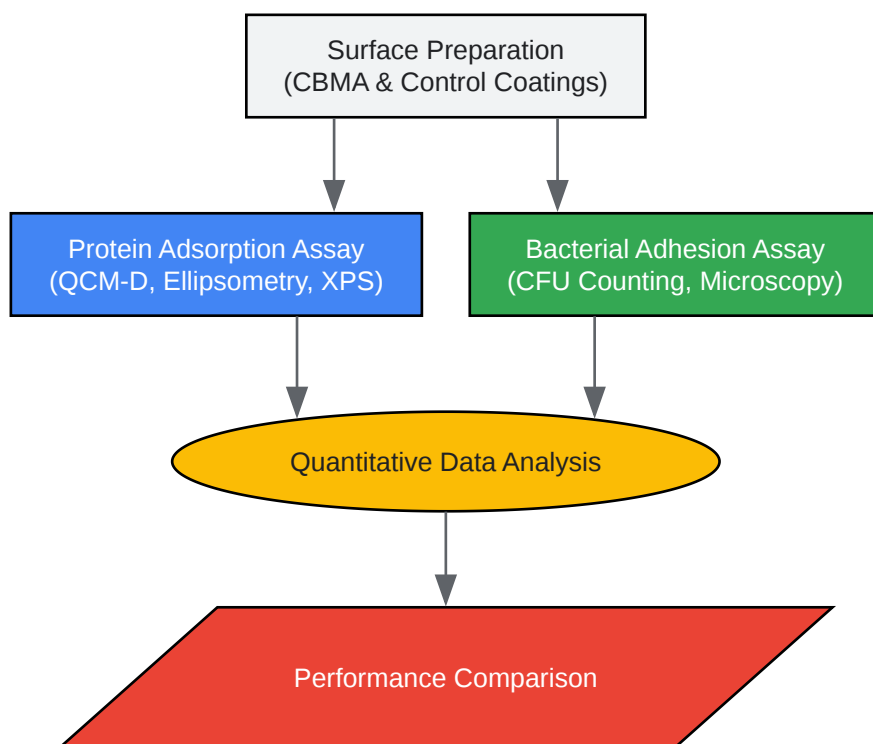 Surface Preparation
(CBMA & Control Coatings)
Protein Adsorption Assay
(QCM-D, Ellipsometry, XPS)
Bacterial Adhesion Assay
(CFU Counting, Microscopy)
Quantitative Data Analysis
Performance Comparison